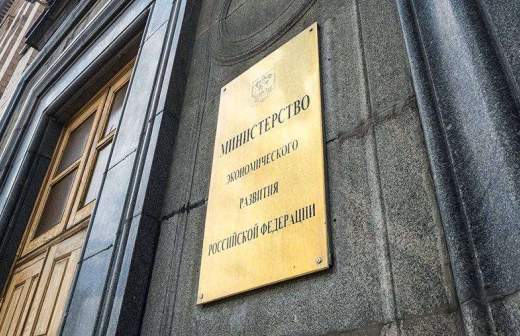 МИНИСТЕРСТВО
ЭКОНОМИЧЕСКОГО
РАЗВИТИЯ
РОССИЙСКОЙ ФЕДЕРАЦИИ